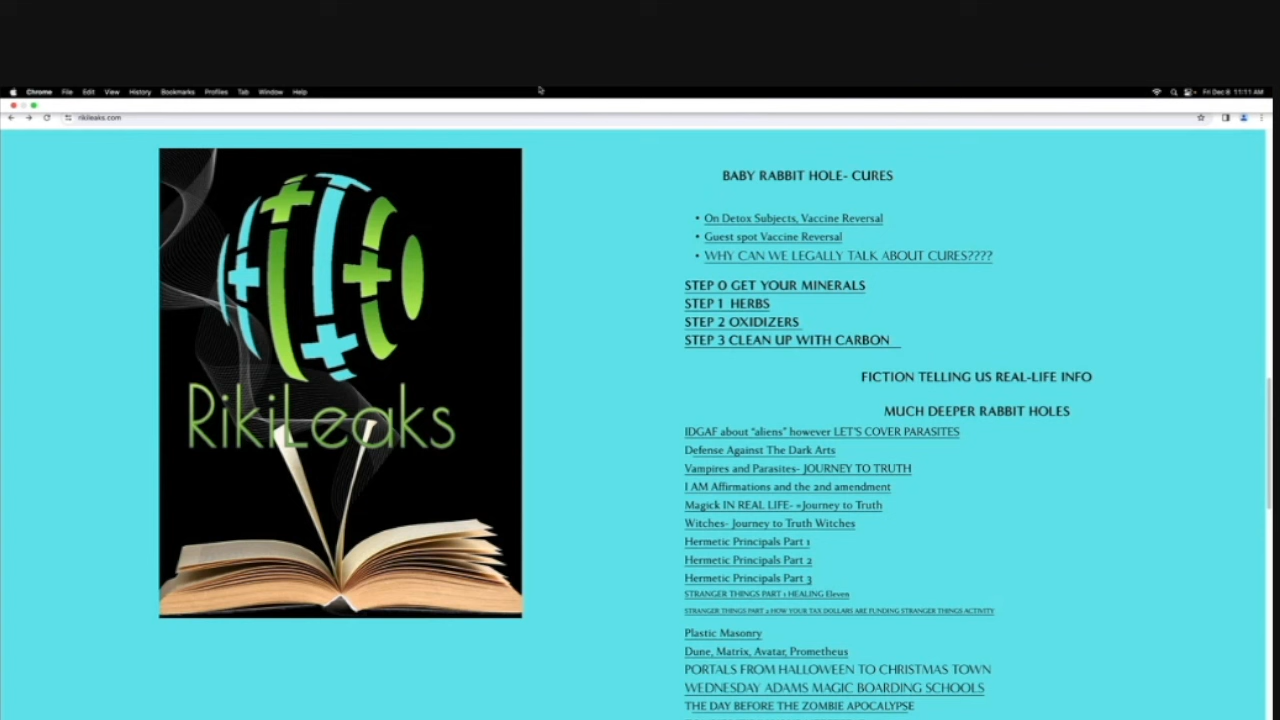 Chrome File Edit View History Bookmarks Profiles Tab Window Help
Fri Dec 8 11:11 AM
rikileaks.com
BABY RABBIT HOLE- CURES
• On Detox Subjects, Vaccine Reversal
• Guest spot Vaccine Reversal
• WHY CAN WE LEGALLY TALK ABOUT CURES????
STEP 0 GET YOUR MINERALS
STEP 1 HERBS
STEP 2 OXIDIZERS
STEP 3 CLEAN UP WITH CARBON
RikiLeaks
FICTION TELLING US REAL-LIFE INFO
MUCH DEEPER RABBIT HOLES
IDGAF about "aliens" however LET'S COVER PARASITES
Defense Against The Dark Arts
Vampires and Parasites- JOURNEY TO TRUTH
I AM Affirmations and the 2nd amendment
Magick IN REAL LIFE- =Journey to Truth
Witches- Journey to Truth Witches
Hermetic Principals Part 1
Hermetic Principals Part 2
Hermetic Principals Part 3
STRANGER THINGS PART 1 HEALING Eleven
STRANGER THINGS PART 2 HOW YOUR TAX DOLLARS ARE FUNDING STRANGER THINGS ACTIVITY
Plastic Masonry
Dune, Matrix, Avatar, Prometheus
PORTALS FROM HALLOWEEN TO CHRISTMAS TOWN
WEDNESDAY ADAMS MAGIC BOARDING SCHOOLS
THE DAY BEFORE THE ZOMBIE APOCALYPSE